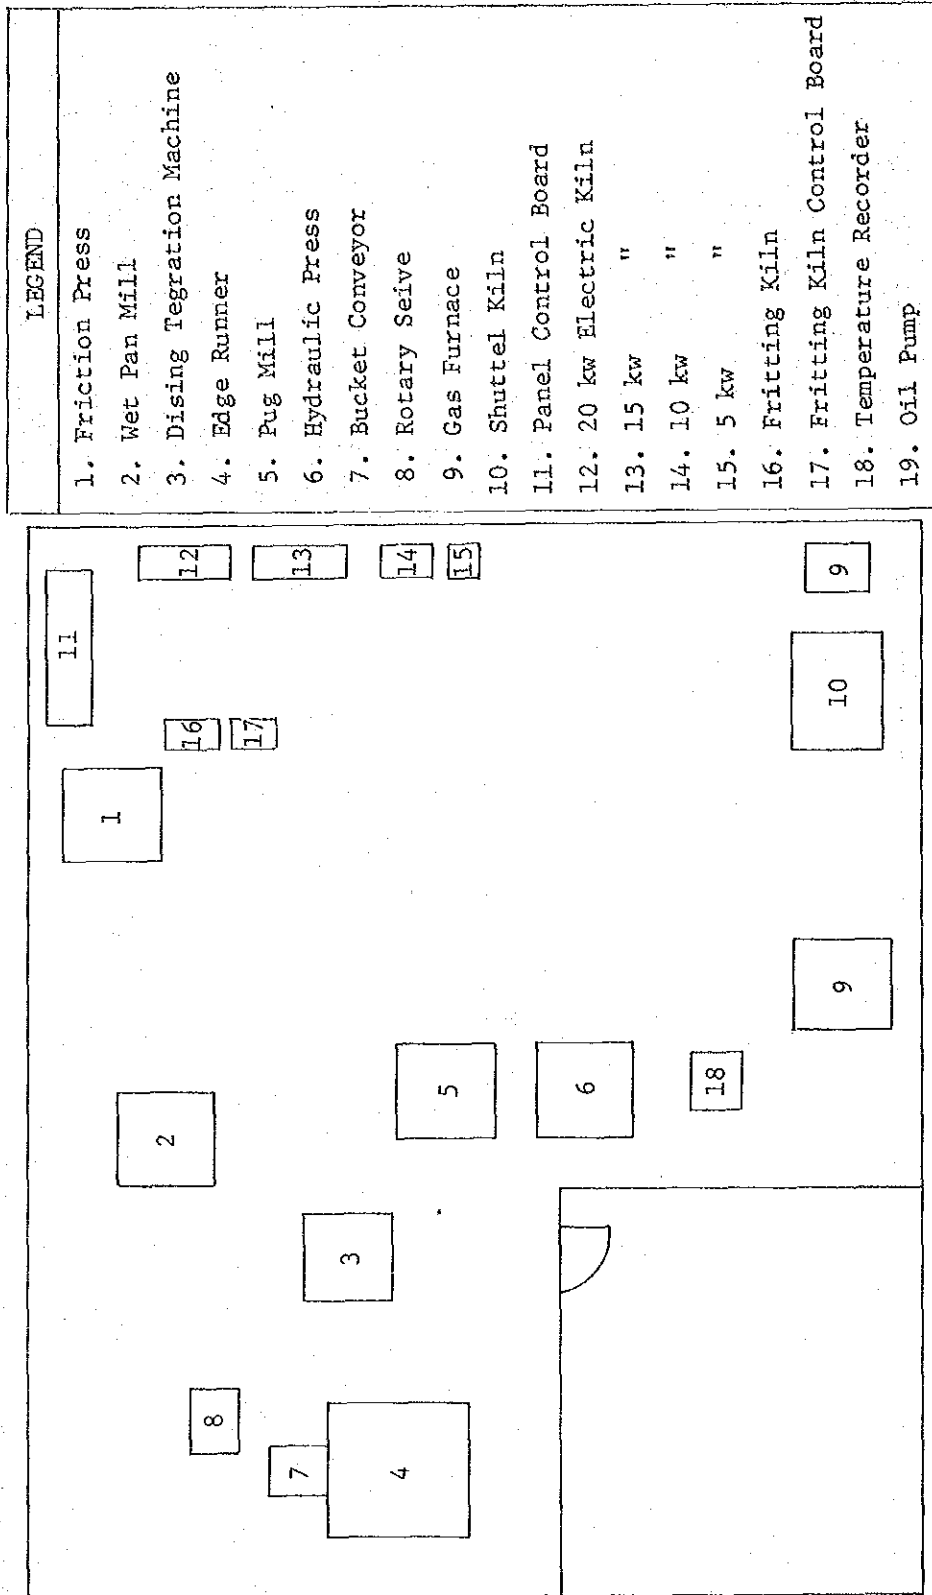 LEGEND
1. Friction Press
2. Wet Pan Mill
3. Dising Tegration Machine
4. Edge Runner
5. Pug Mill
6. Hydraulic Press
7. Bucket Conveyor
8. Rotary Seive
9. Gas Furnace
10. Shuttel Kiln
11. Panel Control Board
12. 20 kw Electric Kiln
13. 15 kw "
14. 10 kw "
15. 5 kw "
16. Fritting Kiln
17. Fritting Kiln Control Board
18. Temperature Recorder
19. Oil Pump
11
1
2
16
12
8
17
7
13
3
4
14
5
15
6
18
9
10
9